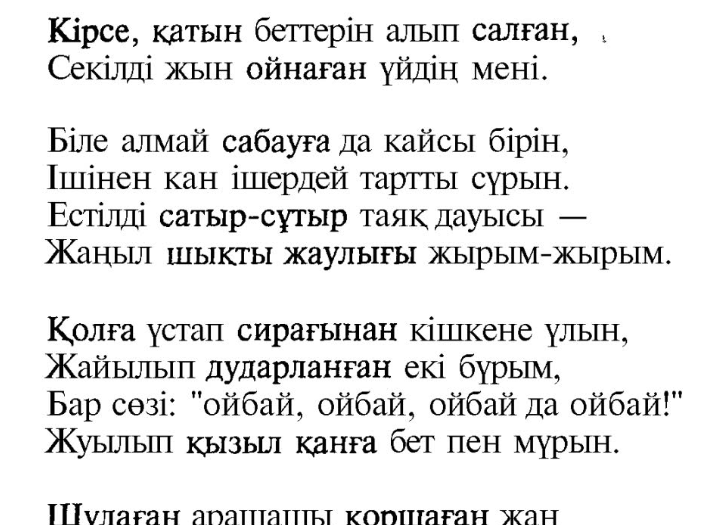 Кірсе, қатын беттерін алып салған,
Секілді жын ойнаған үйдің мені.
Біле алмай сабауға да кайсы бірін,
Ішінен кан ішердей тартты сүрын.
Естілді сатыр-сұтыр таяқ дауысы —
Жаңыл шықты жаулығы жырым-жырым.
Қолға үстап сирағынан кішкене үлын,
Жайылып дударланған екі бүрым,
Бар сөзі: "ойбай, ойбай, ойбай да ойбай!"
Жуылып қызыл қанға бет пен мүрын.
Шулаған арашашы қоршаған жан